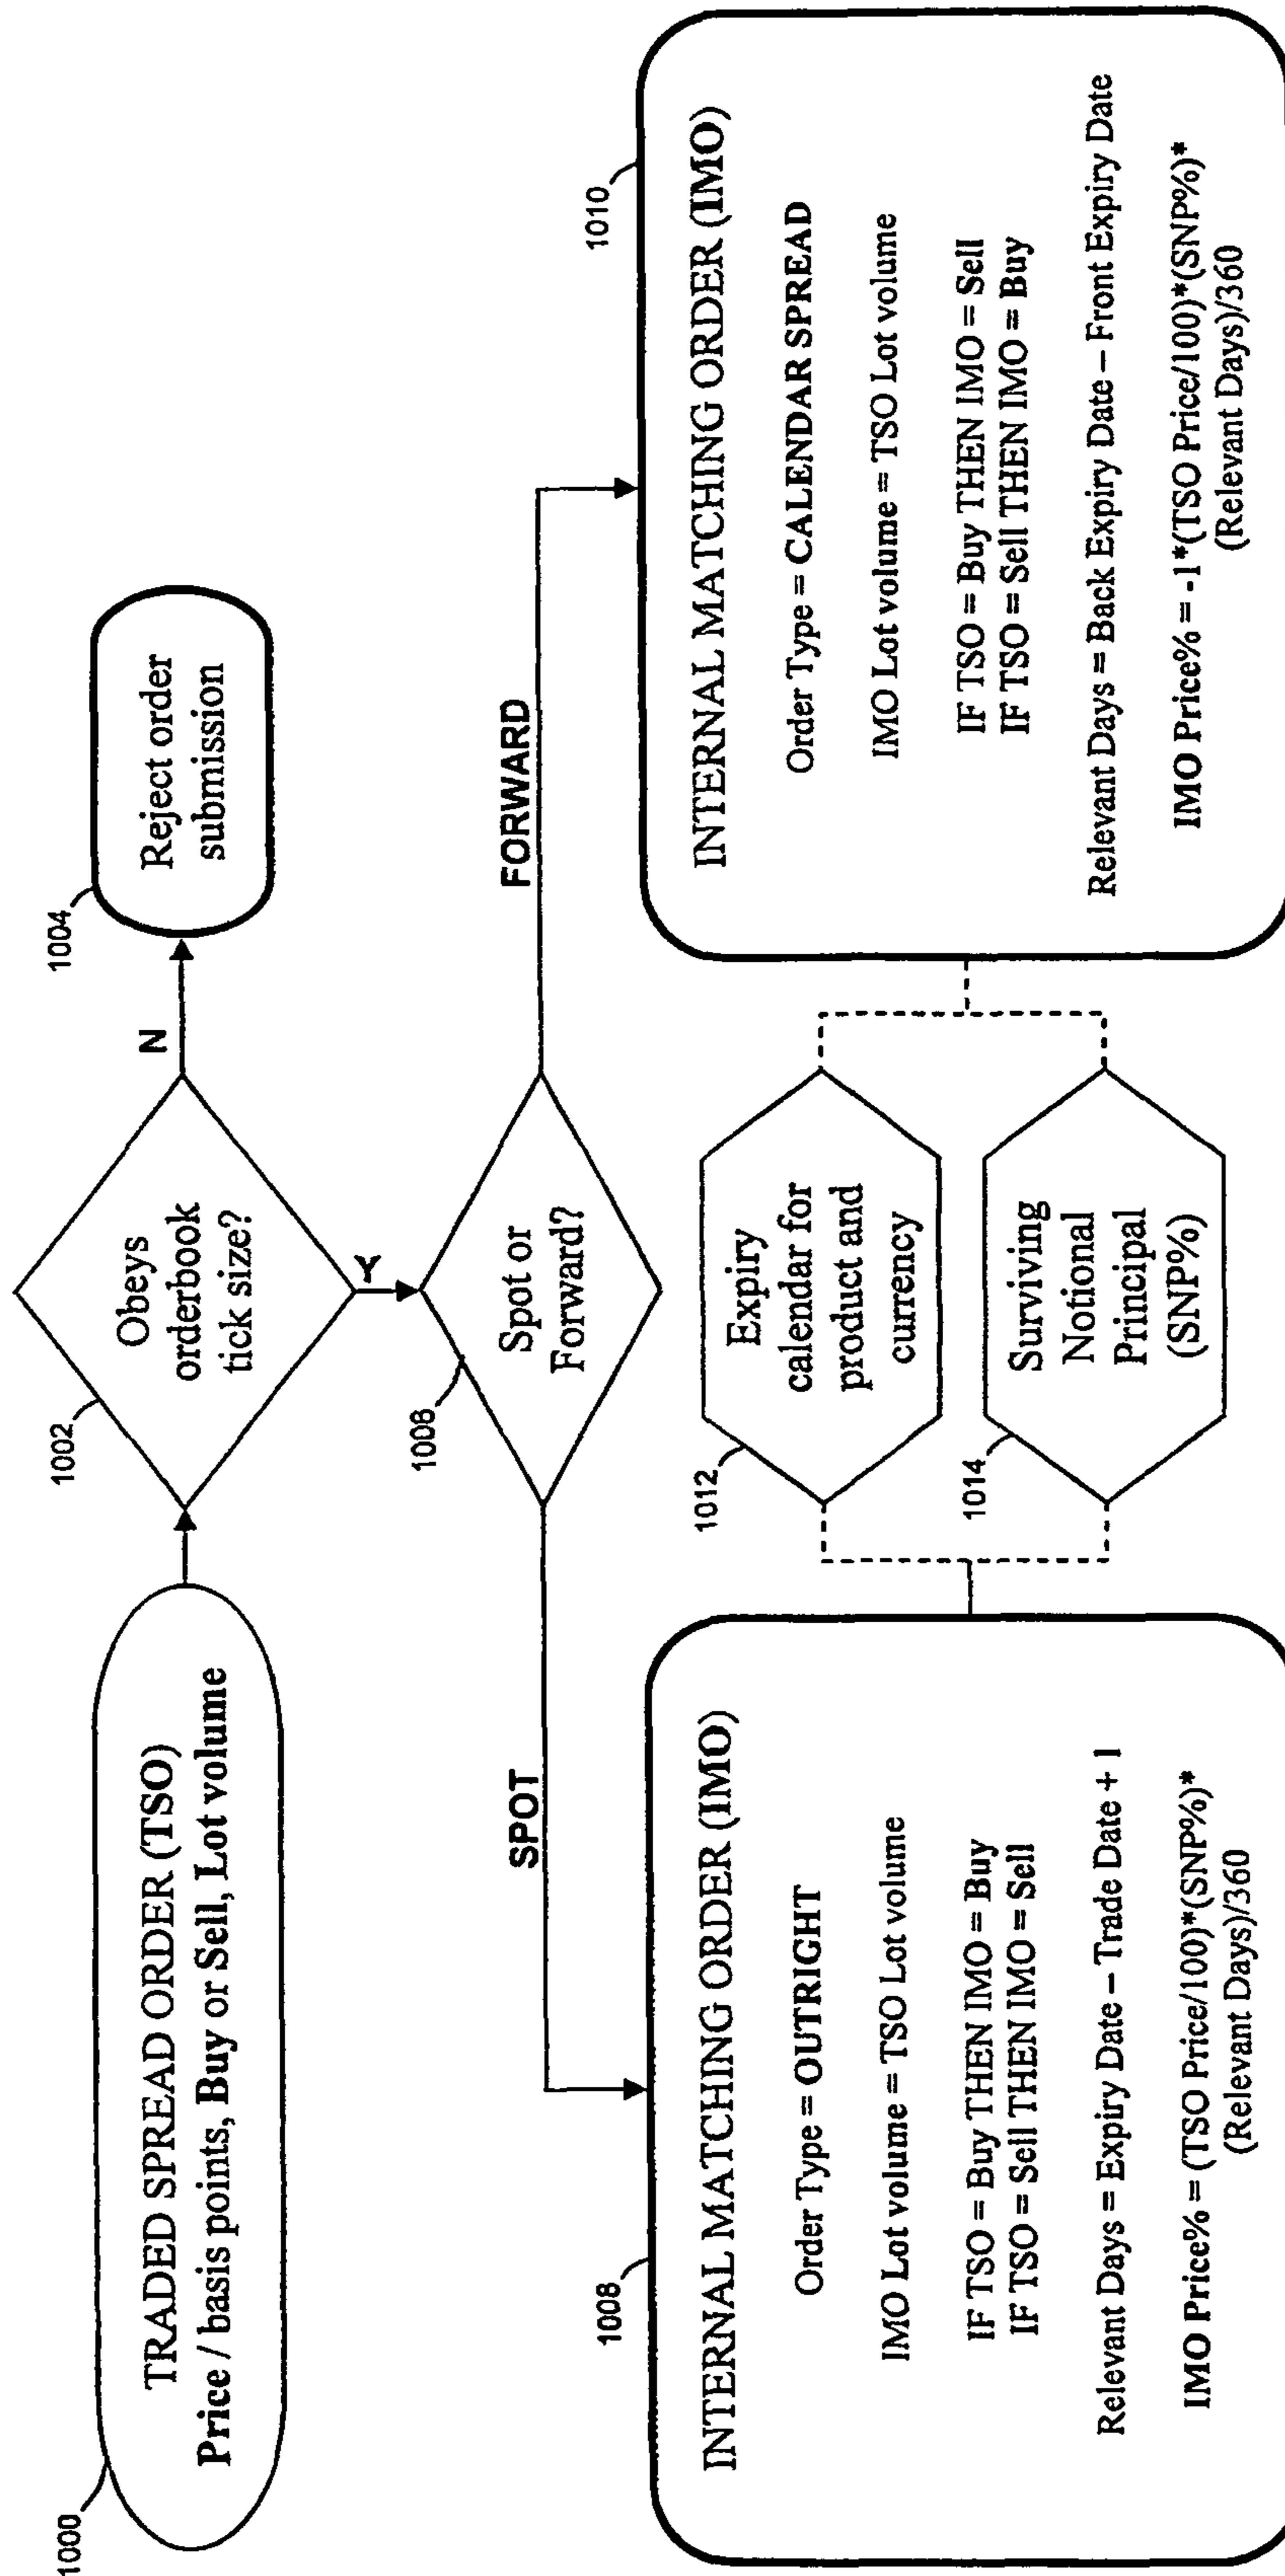 1000
TRADED SPREAD ORDER (TSO)
Price / basis points, Buy or Sell, Lot volume
1002
Obeys
orderbook
tick size?
N
1004
Reject order
submission
Y
1008
Spot or
Forward?
SPOT
FORWARD
1008
INTERNAL MATCHING ORDER (IMO)
Order Type = OUTRIGHT
IMO Lot volume = TSO Lot volume
IF TSO = Buy THEN IMO = Buy
IF TSO = Sell THEN IMO = Sell
Relevant Days = Expiry Date – Trade Date + 1
IMO Price% = (TSO Price/100)*(SNP%)*
(Relevant Days)/360
1012
Expiry
calendar for
product and
currency
1014
Surviving
Notional
Principal
(SNP%)
1010
INTERNAL MATCHING ORDER (IMO)
Order Type = CALENDAR SPREAD
IMO Lot volume = TSO Lot volume
IF TSO = Buy THEN IMO = Sell
IF TSO = Sell THEN IMO = Buy
Relevant Days = Back Expiry Date – Front Expiry Date
IMO Price% = -1*(TSO Price/100)*(SNP%)*
(Relevant Days)/360